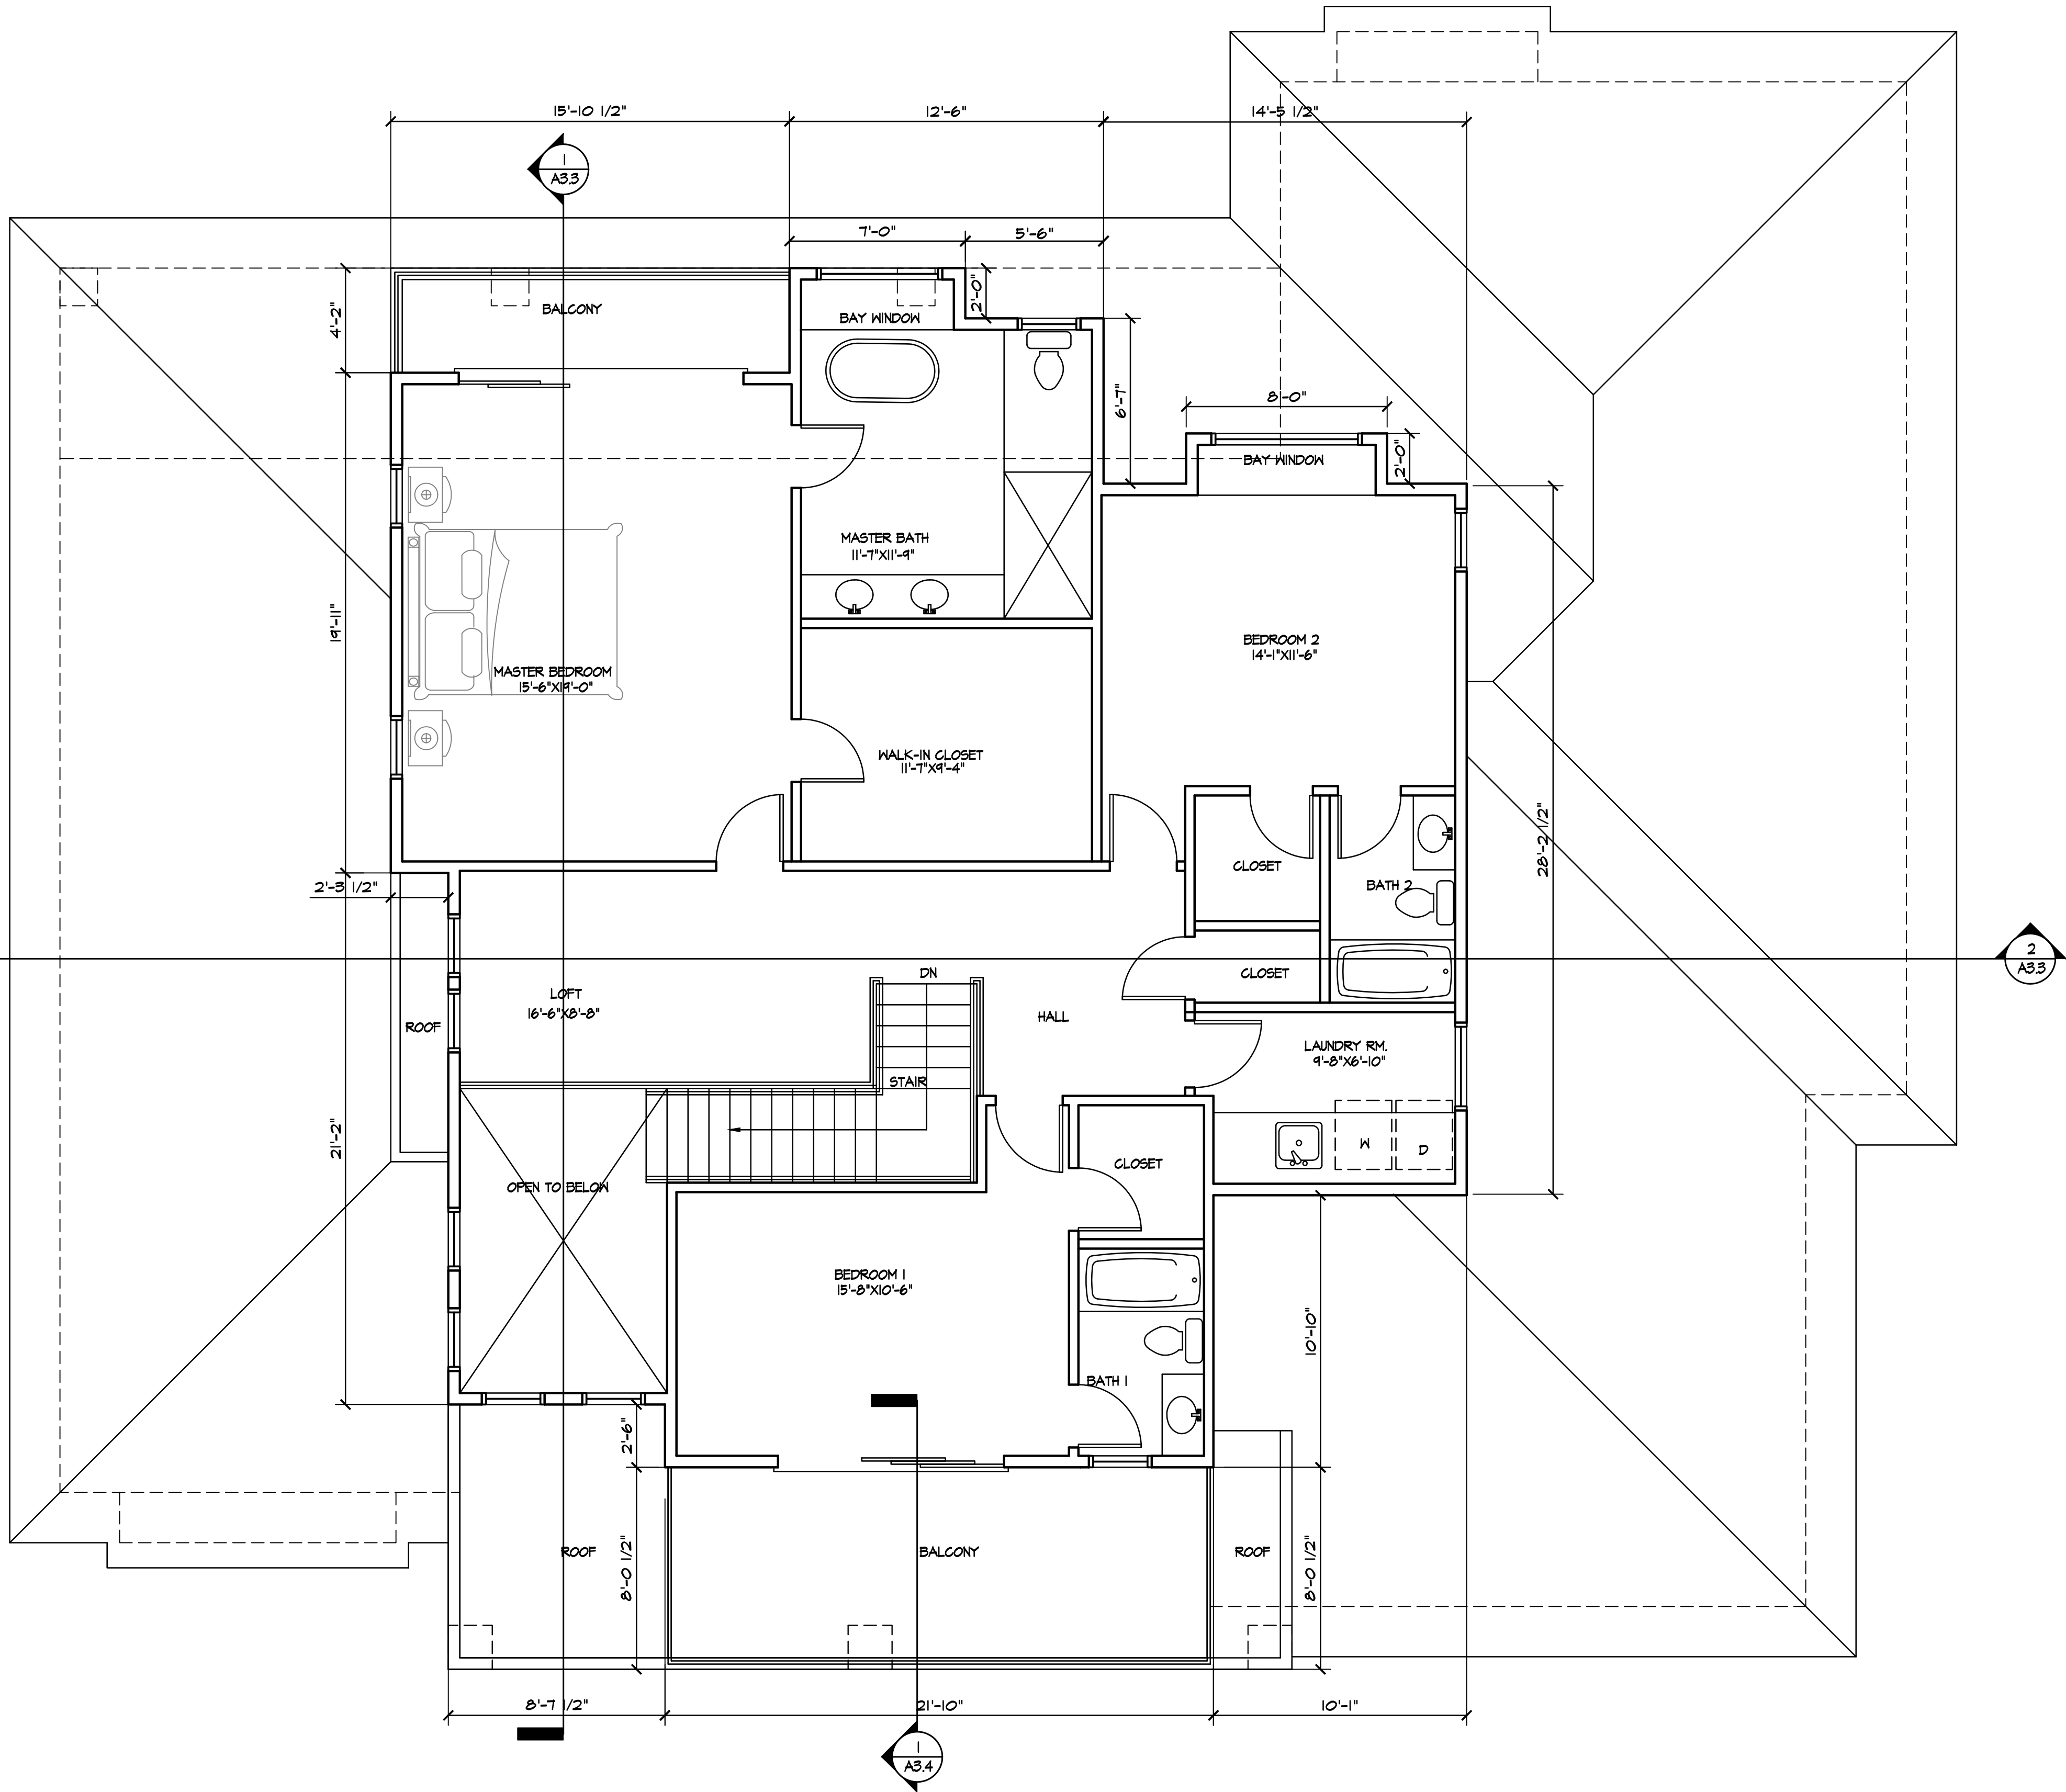 15'-10 1/2"
12'-6"
14'-5 1/2"
1
A3.3
7'-0"
5'-6"
4'-2"
BALCONY
BAY WINDOW
2'-0"
6'-7"
8'-0"
BAY WINDOW
2'-0"
MASTER BATH
11'-7"X11'-9"
19'-11"
MASTER BEDROOM
15'-6"X19'-0"
BEDROOM 2
14'-1"X11'-6"
WALK-IN CLOSET
11'-7"X9'-4"
28'-2 1/2"
2'-3 1/2"
CLOSET
BATH 2
2
A3.3
DN
CLOSET
LOFT
16'-6"X8'-8"
HALL
ROOF
LAUNDRY RM.
9'-8"X6'-10"
STAIR
21'-2"
W
D
CLOSET
OPEN TO BELOW
BEDROOM 1
15'-8"X10'-6"
10'-10"
BATH 1
2'-6"
ROOF
8'-0 1/2"
BALCONY
ROOF
8'-0 1/2"
8'-7 1/2"
21'-10"
10'-1"
1
A3.4